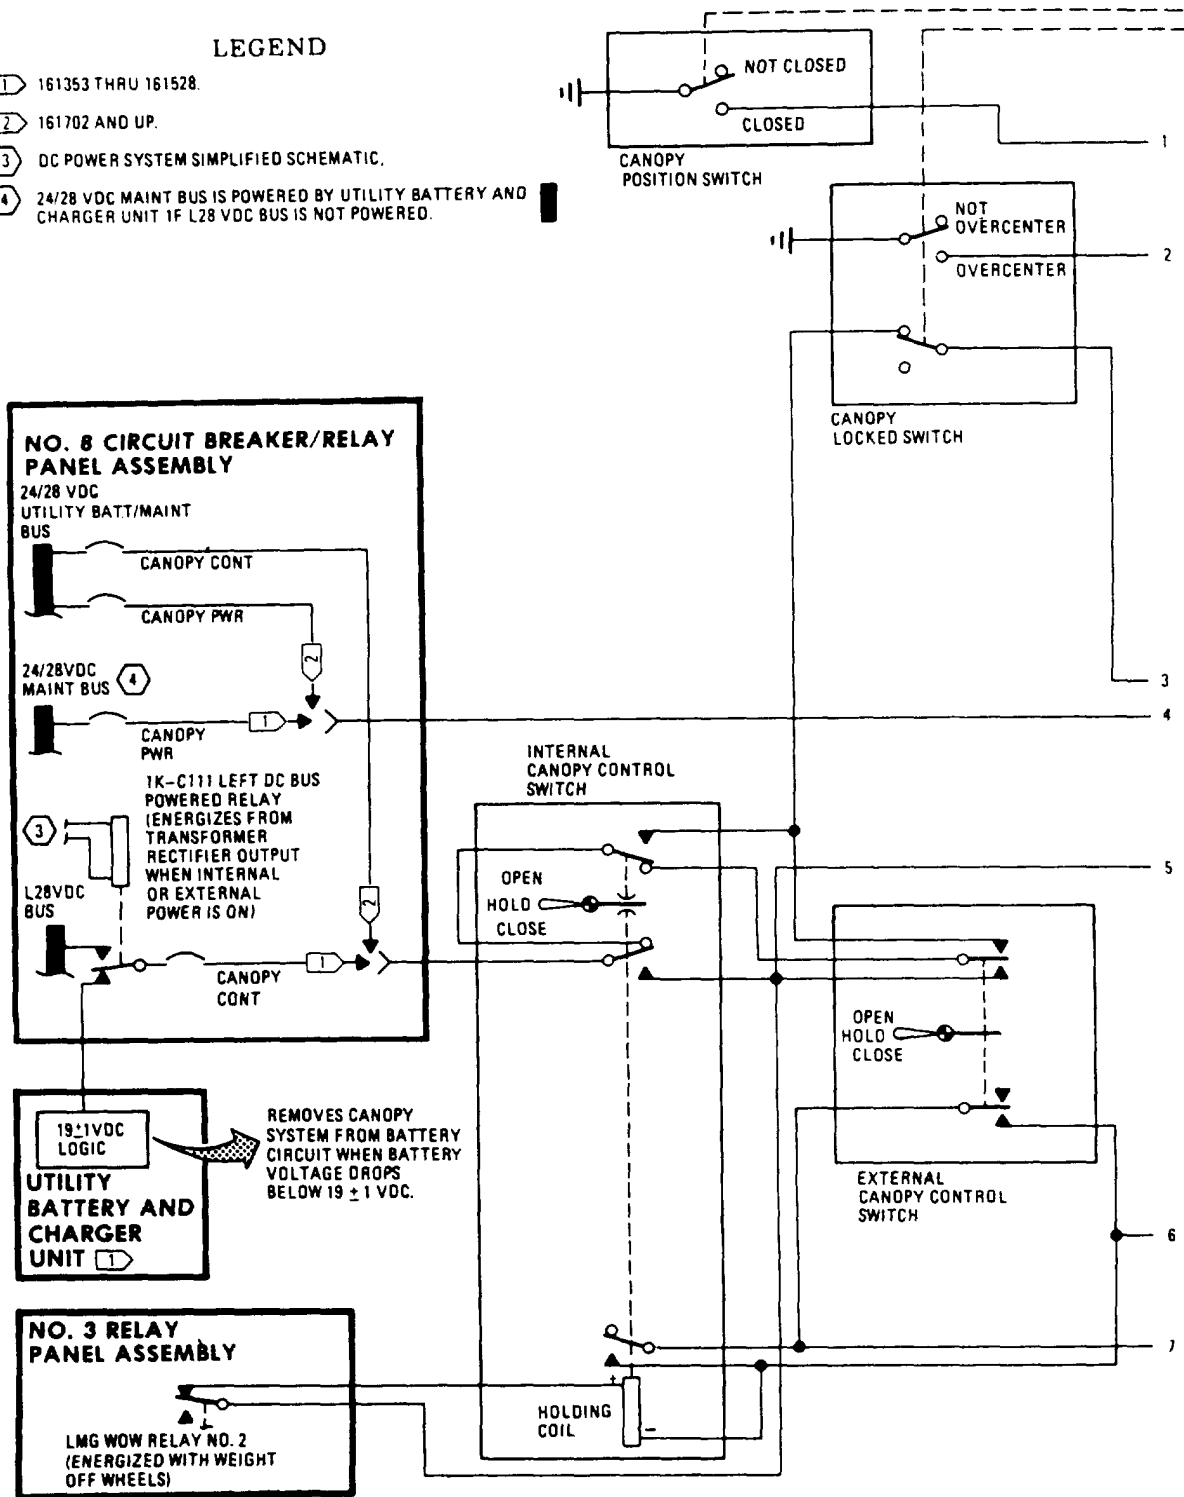 LEGEND
1 161353 THRU 161528.
2 161702 AND UP.
3 DC POWER SYSTEM SIMPLIFIED SCHEMATIC.
4 24/28 VDC MAINT BUS IS POWERED BY UTILITY BATTERY AND
CHARGER UNIT IF L28 VDC BUS IS NOT POWERED.
NOT CLOSED
CLOSED
CANOPY
POSITION SWITCH
1
NOT
OVERCENTER
OVERCENTER
2
CANOPY
LOCKED SWITCH
3
4
NO. 8 CIRCUIT BREAKER/RELAY
PANEL ASSEMBLY
24/28 VDC
UTILITY BATT/MAINT
BUS
CANOPY CONT
CANOPY PWR
2
24/28VDC
MAINT BUS 4
1
CANOPY
PWR
1K-C111 LEFT DC BUS
POWERED RELAY
(ENERGIZES FROM
TRANSFORMER
RECTIFIER OUTPUT
WHEN INTERNAL
OR EXTERNAL
POWER IS ON)
3
L28VDC
BUS
2
1
CANOPY
CONT
INTERNAL
CANOPY CONTROL
SWITCH
OPEN
HOLD
CLOSE
5
OPEN
HOLD
CLOSE
EXTERNAL
CANOPY CONTROL
SWITCH
6
7
19±1VDC
LOGIC
UTILITY
BATTERY AND
CHARGER
UNIT 1
REMOVES CANOPY
SYSTEM FROM BATTERY
CIRCUIT WHEN BATTERY
VOLTAGE DROPS
BELOW 19 ± 1 VDC.
NO. 3 RELAY
PANEL ASSEMBLY
LMG WOW RELAY NO. 2
(ENERGIZED WITH WEIGHT
OFF WHEELS)
+
HOLDING
COIL
–